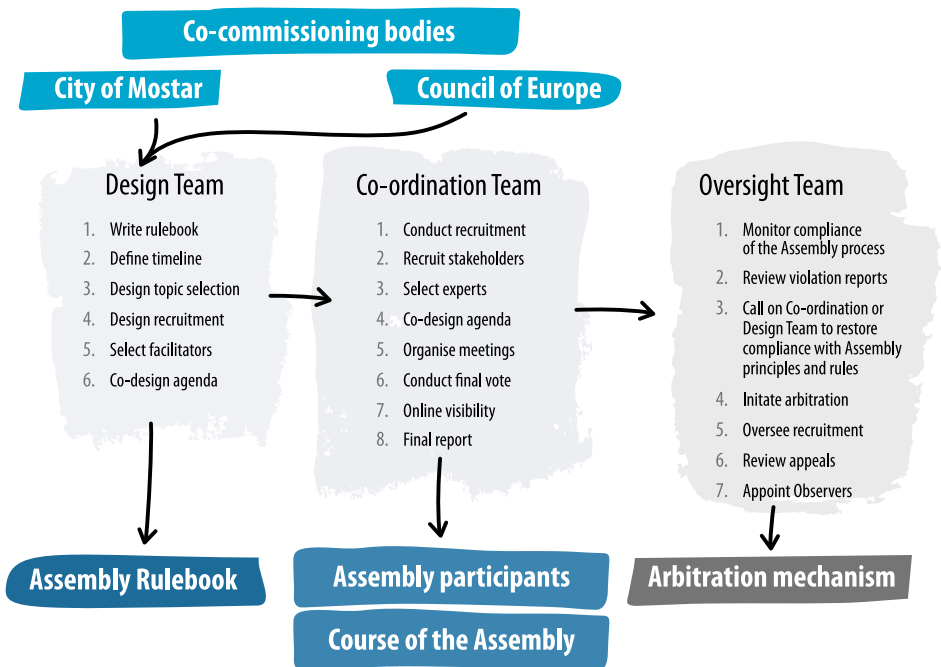 Co-commissioning bodies
City of Mostar
Council of Europe
Design Team
1. Write rulebook
2. Define timeline
3. Design topic selection
4. Design recruitment
5. Select facilitators
6. Co-design agenda
Co-ordination Team
1. Conduct recruitment
2. Recruit stakeholders
3. Select experts
4. Co-design agenda
5. Organise meetings
6. Conduct final vote
7. Online visibility
8. Final report
Oversight Team
1. Monitor compliance
of the Assembly process
2. Review violation reports
3. Call on Co-ordination or
Design Team to restore
compliance with Assembly
principles and rules
4. Initate arbitration
5. Oversee recruitment
6. Review appeals
7. Appoint Observers
Assembly Rulebook
Assembly participants
Course of the Assembly
Arbitration mechanism